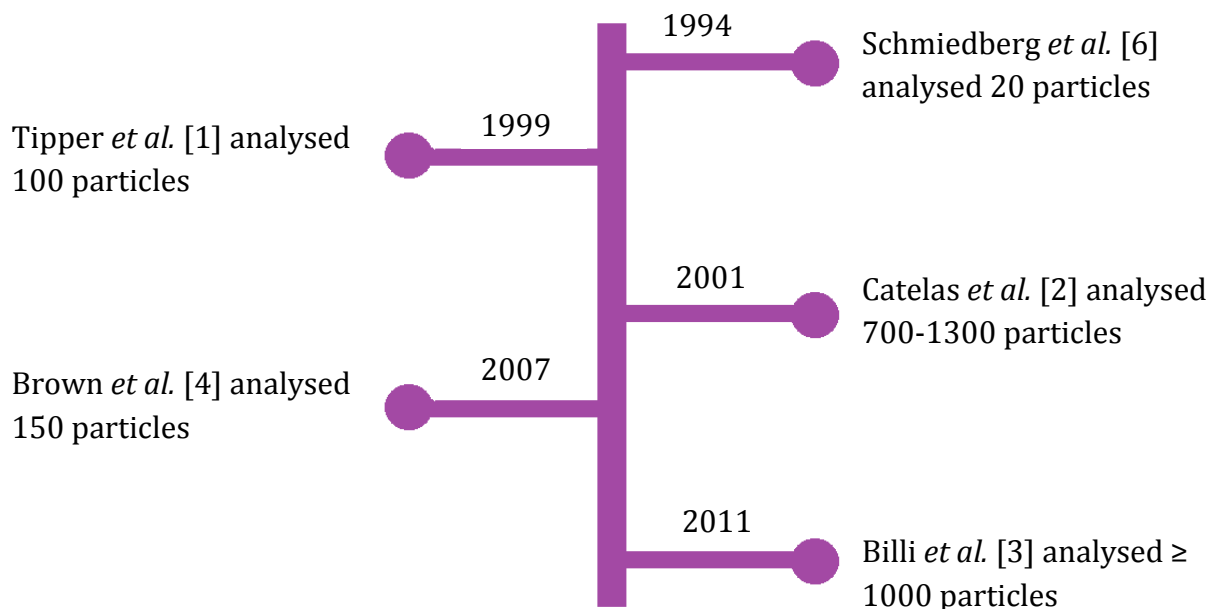 1994
Schmiedberg et al. [6]
analysed 20 particles
1999
Tipper et al. [1] analysed
100 particles
2001
Catelas et al. [2] analysed
700-1300 particles
2007
Brown et al. [4] analysed
150 particles
2011
Billi et al. [3] analysed ≥
1000 particles